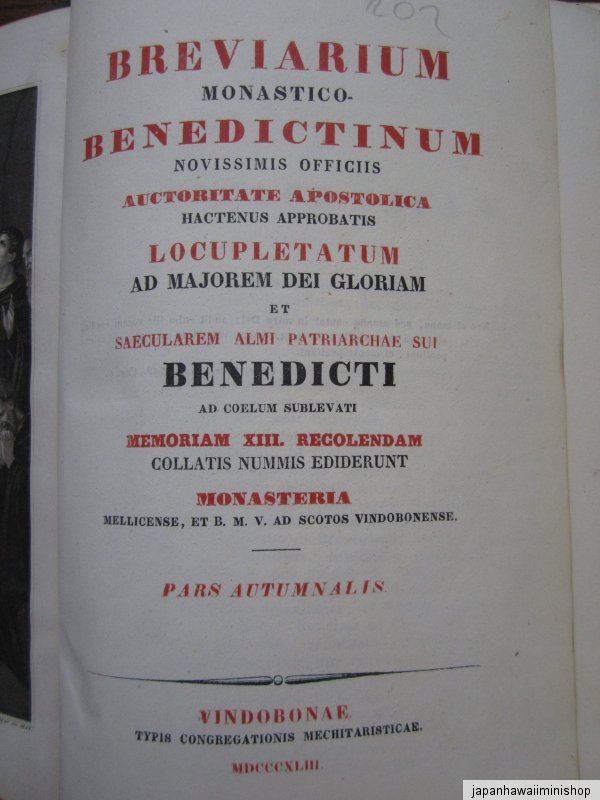 202
BREVIARIUM
MONASTICO-
BENEDICTINUM
NOVISSIMIS OFFICIIS
AUCTORITATE APOSTOLICA
HACTENUS APPROBATIS
LOCUPLETATUM
AD MAJOREM DEI GLORIAM
ET
SAECULAREM ALMI PATRIARCHAE SUI
BENEDICTI
AD COELUM SUBLEVATI
MEMORIAM XIII. RECOLENDAM
COLLATIS NUMMIS EDIDERUNT
MONASTERIA
MELLICENSE, ET B. M. V. AD SCOTOS VINDOBONENSE.
PARS AUTUMNALIS.
VINDOBONAE.
TYPIS CONGREGATIONIS MECHITARISTICAE.
MDCCCXLIII.
japanhawaiiminishop